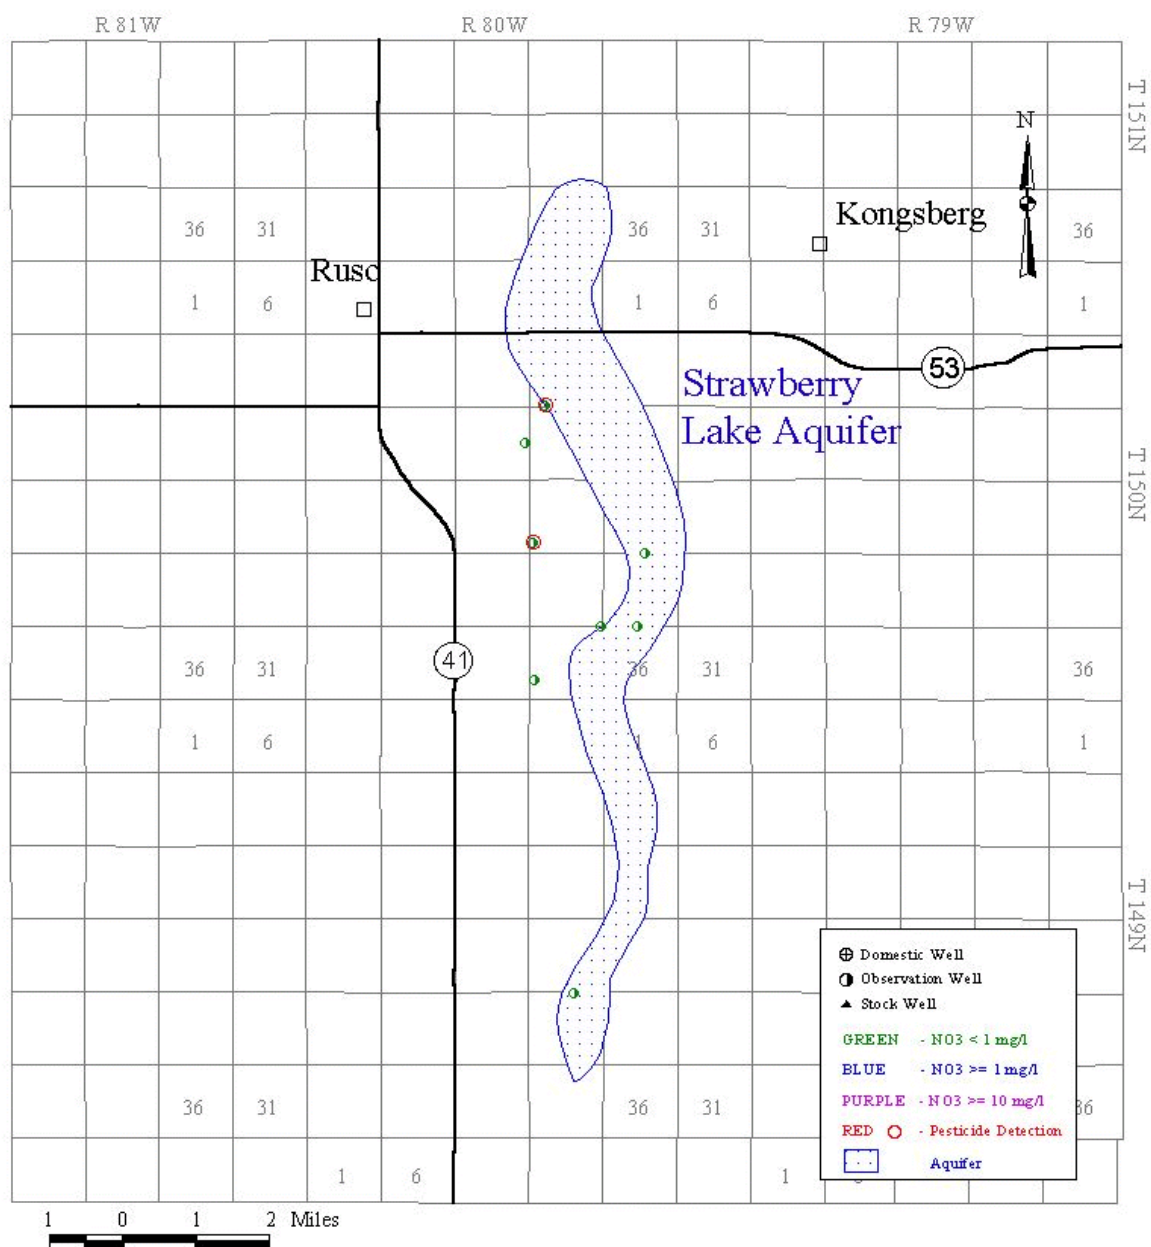 R 81W R 80W R 79W
T 151N
N
Kongsberg
36 31 36 31 36
Ruso
1 6 1 6 1
53
Strawberry
Lake Aquifer
T 150N
41
36 31 36 31 36
1 6 1 6 1
T 149N
Domestic Well
Observation Well
Stock Well
GREEN - NO3 < 1 mg/l
BLUE - NO3 >= 1 mg/l
PURPLE - NO3 >= 10 mg/l
RED - Pesticide Detection
Aquifer
36 31 36 31 36
1 6 1
1 0 1 2 Miles